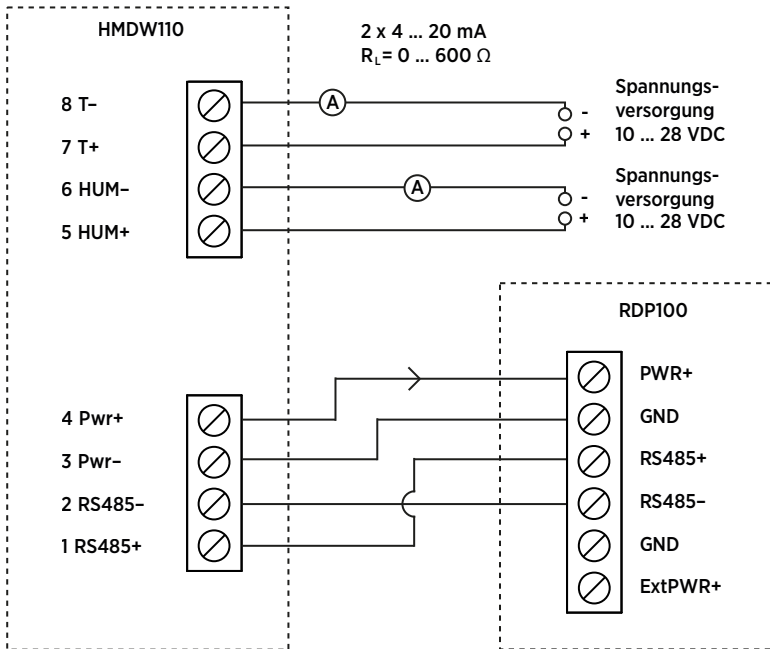 HMDW110
2 x 4 ... 20 mA
R_L= 0 ... 600 Ω
8 T–
7 T+
6 HUM–
5 HUM+
A
A
-
+
Spannungs-
versorgung
10 ... 28 VDC
-
+
Spannungs-
versorgung
10 ... 28 VDC
4 Pwr+
3 Pwr–
2 RS485–
1 RS485+
RDP100
PWR+
GND
RS485+
RS485–
GND
ExtPWR+